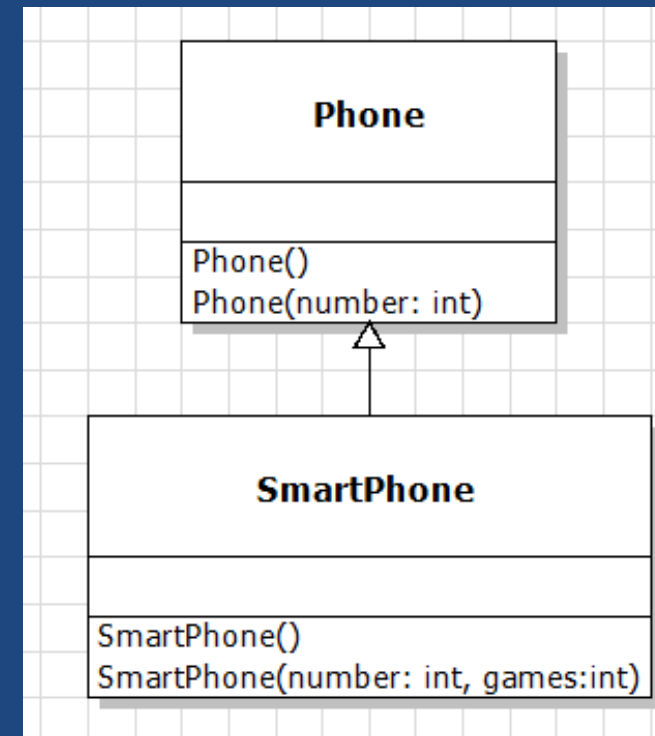 Phone
Phone()
Phone(number: int)
SmartPhone
SmartPhone()
SmartPhone(number: int, games:int)